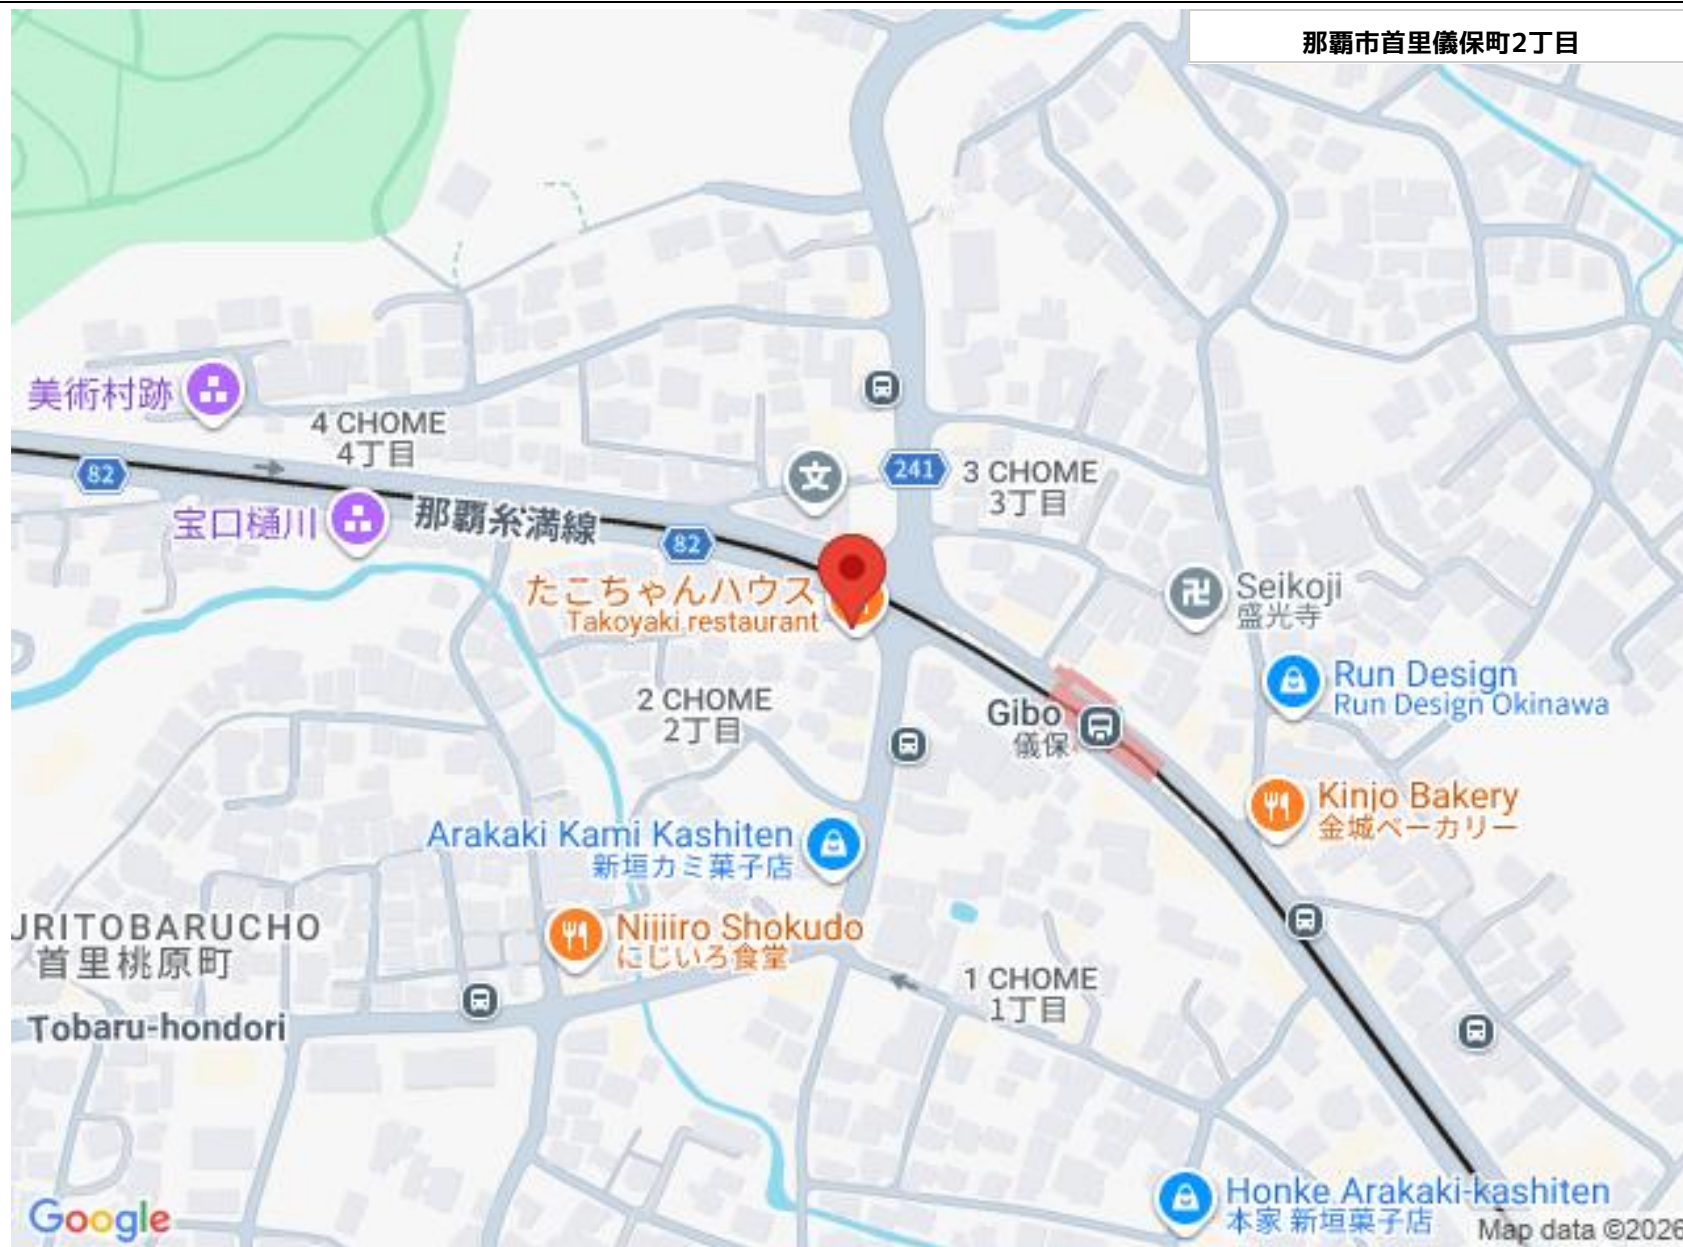 那覇市首里儀保町2丁目
美術村跡
4 CHOME
4丁目
82
241
3 CHOME
3丁目
宝口樋川
那覇糸満線
82
たこちゃんハウス
Takoyaki restaurant
文
卍
Seikoji
盛光寺
Run Design
Run Design Okinawa
2 CHOME
2丁目
Gibo
儀保
Kinjo Bakery
金城ベーカリー
Arakaki Kami Kashiten
新垣カミ菓子店
Nijiiro Shokudo
にじいろ食堂
URITOBARUCHO
首里桃原町
1 CHOME
1丁目
Tobaru-hondori
Honke Arakaki-kashiten
本家 新垣菓子店
Google
Map data ©2026